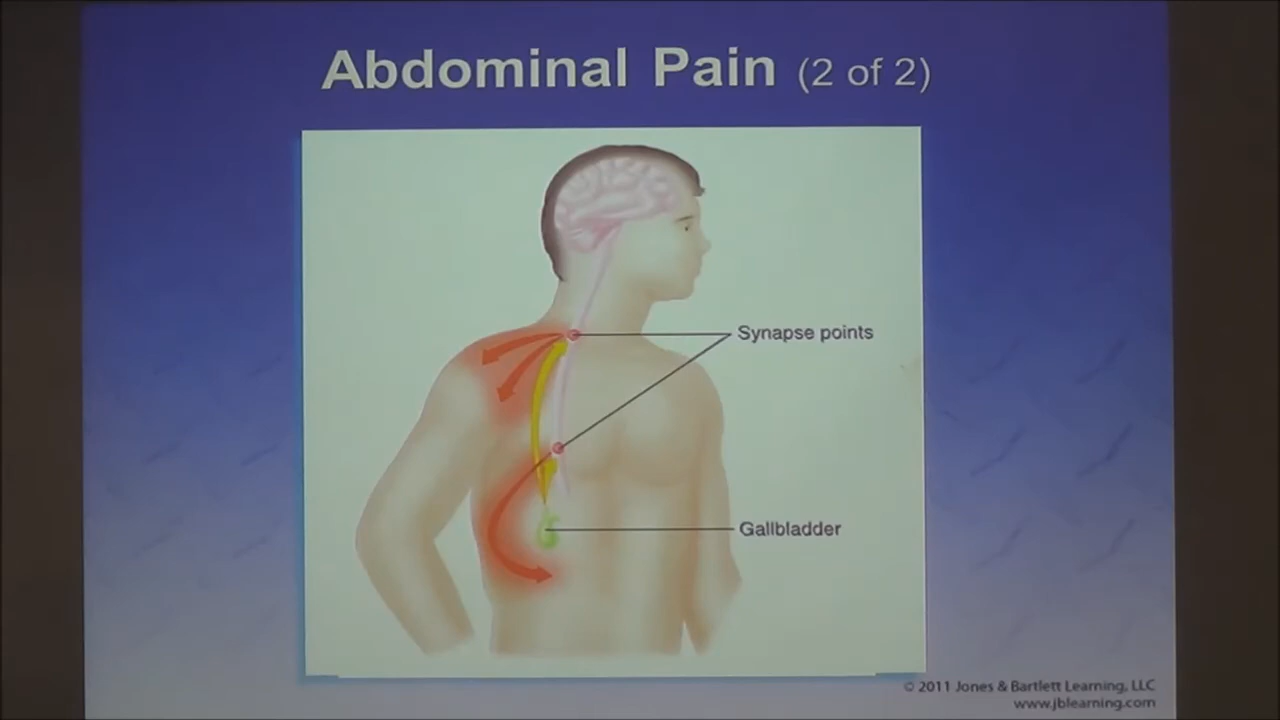 Abdominal Pain (2 of 2)
Synapse points
Gallbladder
© 2011 Jones & Bartlett Learning, LLC
www.jblearning.com